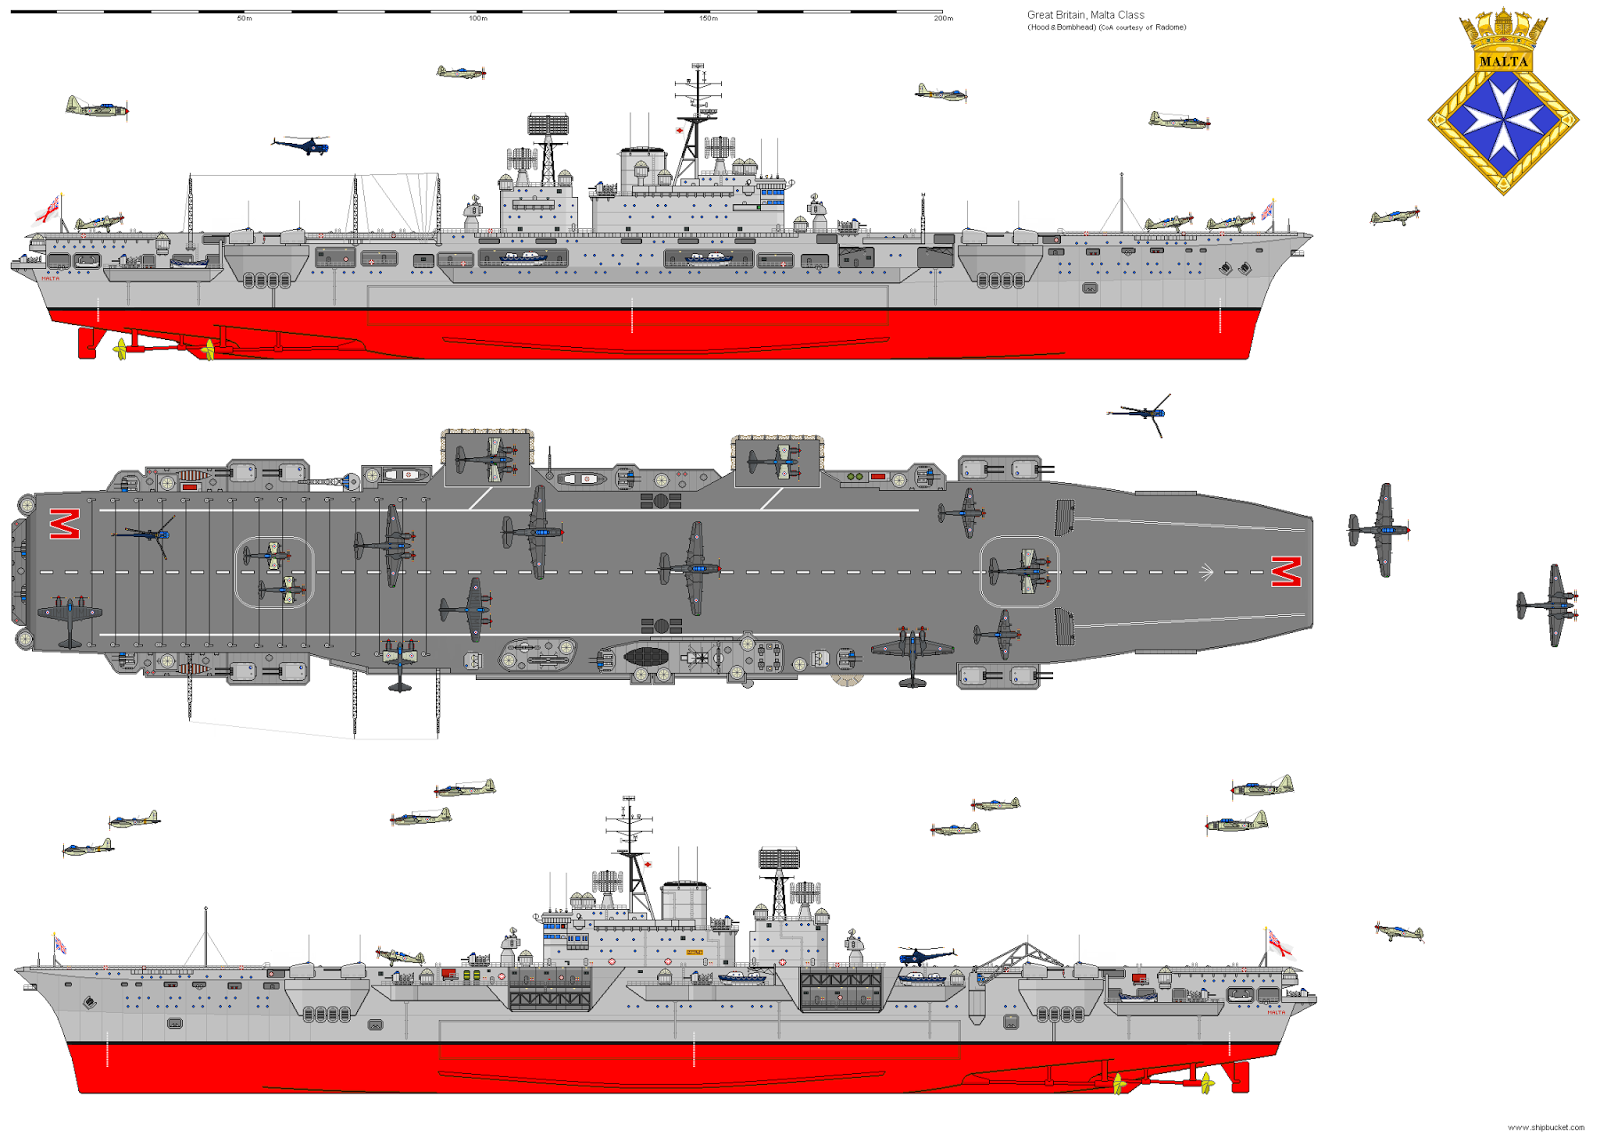 50m 100m 150m 200m
Great Britain, Malta Class
(Hood & Bombhead) (CoA courtesy of Radome)
MALTA
MALTA
M
M
MALTA
www.shipbucket.com